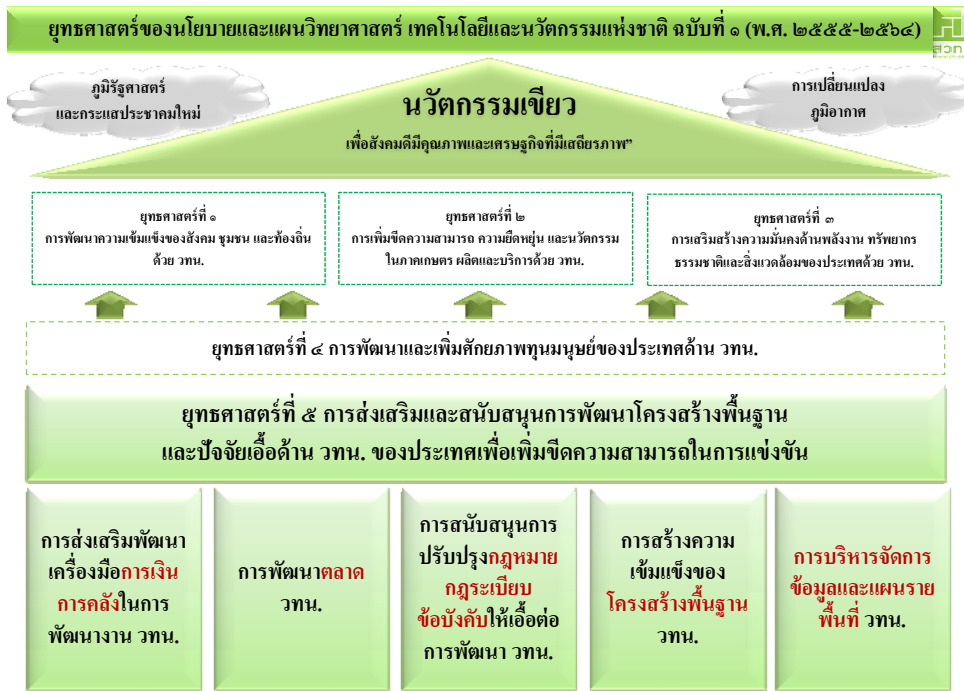 ยุทธศาสตร์ของนโยบายและแผนวิทยาศาสตร์ เทคโนโลยีและนวัตกรรมแห่งชาติ ฉบับที่ ๑ (พ.ศ. ๒๕๕๕-๒๕๖๔)
สวทน
ภูมิรัฐศาสตร์
และกระแสประชาคมใหม่
นวัตกรรมเขียว
เพื่อสังคมดีมีคุณภาพและเศรษฐกิจที่มีเสถียรภาพ”
การเปลี่ยนแปลง
ภูมิอากาศ
ยุทธศาสตร์ที่ ๑
การพัฒนาความเข้มแข็งของสังคม ชุมชน และท้องถิ่น
ด้วย วทน.
ยุทธศาสตร์ที่ ๒
การเพิ่มขีดความสามารถ ความยืดหยุ่น และนวัตกรรม
ในภาคเกษตร ผลิตและบริการด้วย วทน.
ยุทธศาสตร์ที่ ๓
การเสริมสร้างความมั่นคงด้านพลังงาน ทรัพยากร
ธรรมชาติและสิ่งแวดล้อมของประเทศด้วย วทน.
ยุทธศาสตร์ที่ ๔ การพัฒนาและเพิ่มศักยภาพทุนมนุษย์ของประเทศด้าน วทน.
ยุทธศาสตร์ที่ ๕ การส่งเสริมและสนับสนุนการพัฒนาโครงสร้างพื้นฐาน
และปัจจัยเอื้อด้าน วทน. ของประเทศเพื่อเพิ่มขีดความสามารถในการแข่งขัน
การส่งเสริมพัฒนา
เครื่องมือการเงิน
การคลังในการ
พัฒนางาน วทน.
การพัฒนาตลาด
วทน.
การสนับสนุนการ
ปรับปรุงกฎหมาย
กฎระเบียบ
ข้อบังคับให้เอื้อต่อ
การพัฒนา วทน.
การสร้างความ
เข้มแข็งของ
โครงสร้างพื้นฐาน
วทน.
การบริหารจัดการ
ข้อมูลและแผนราย
พื้นที่ วทน.